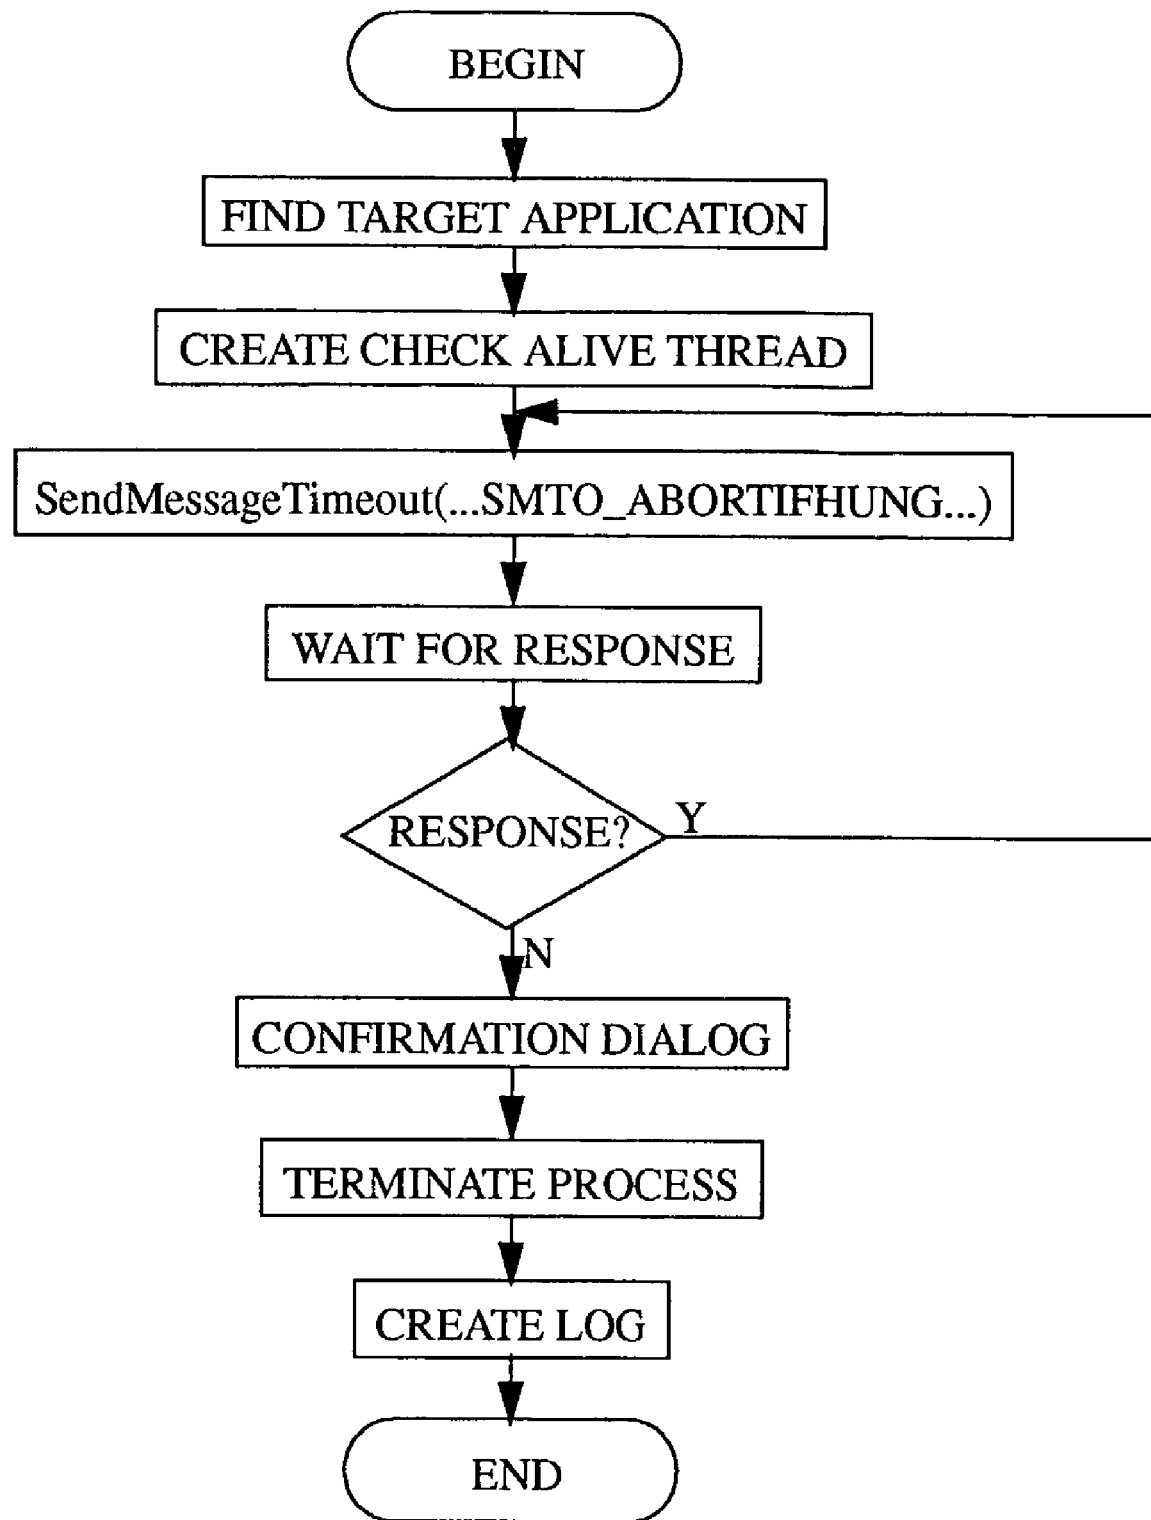 BEGIN
FIND TARGET APPLICATION
CREATE CHECK ALIVE THREAD
SendMessageTimeout(...SMTO_ABORTIFHUNG...)
WAIT FOR RESPONSE
RESPONSE?
Y
N
CONFIRMATION DIALOG
TERMINATE PROCESS
CREATE LOG
END